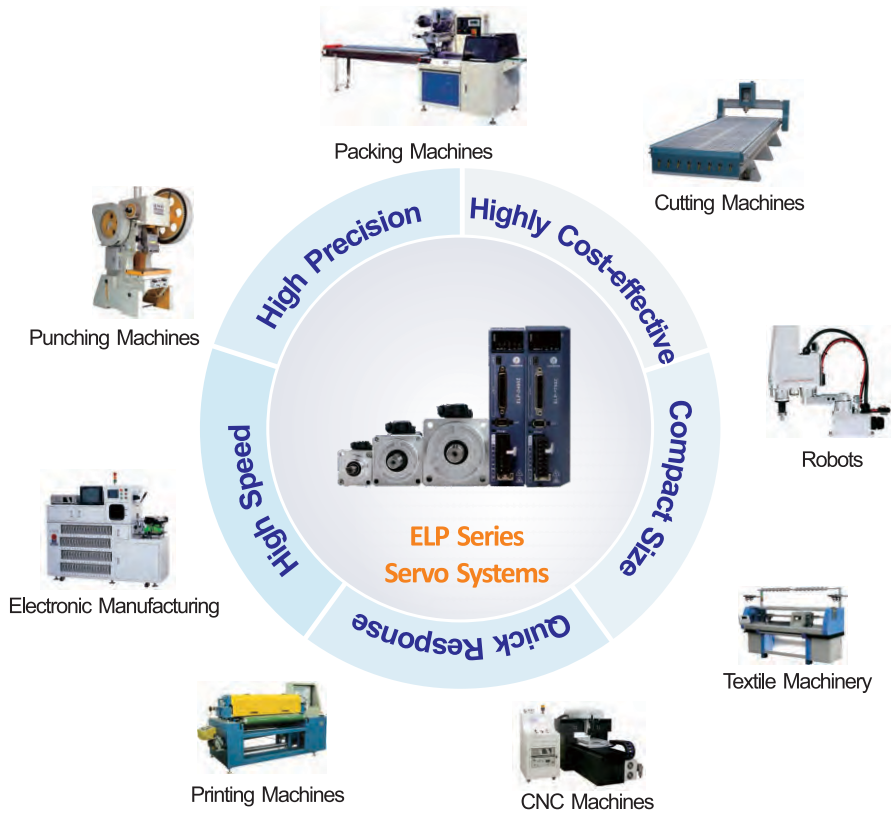 Packing Machines
Cutting Machines
Punching Machines
High Precision
Highly Cost-effective
Robots
High Speed
Compact Size
ELP Series
Servo Systems
Electronic Manufacturing
Quick Response
Textile Machinery
Printing Machines
CNC Machines